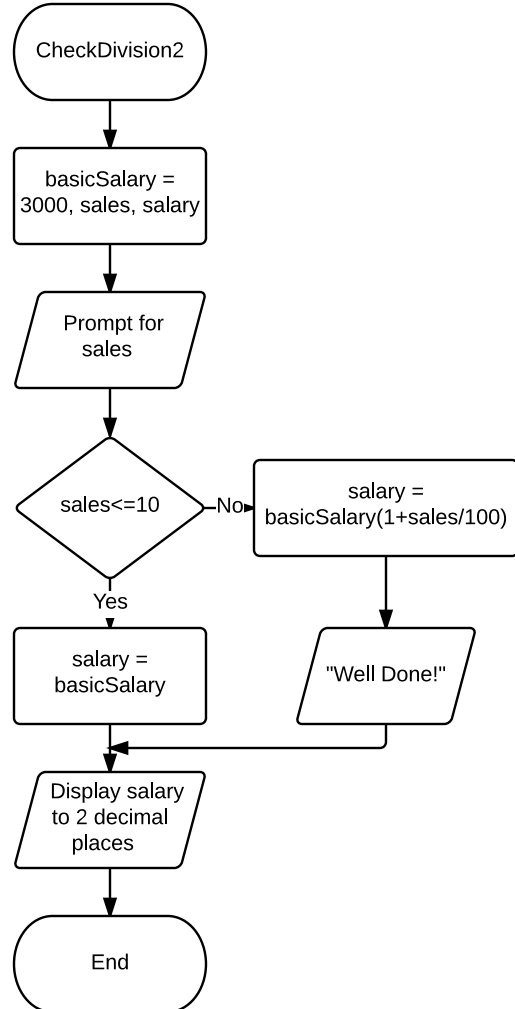 CheckDivision2
basicSalary =
3000, sales, salary
Prompt for
sales
sales<=10
No
salary =
basicSalary(1+sales/100)
Yes
salary =
basicSalary
"Well Done!"
Display salary
to 2 decimal
places
End